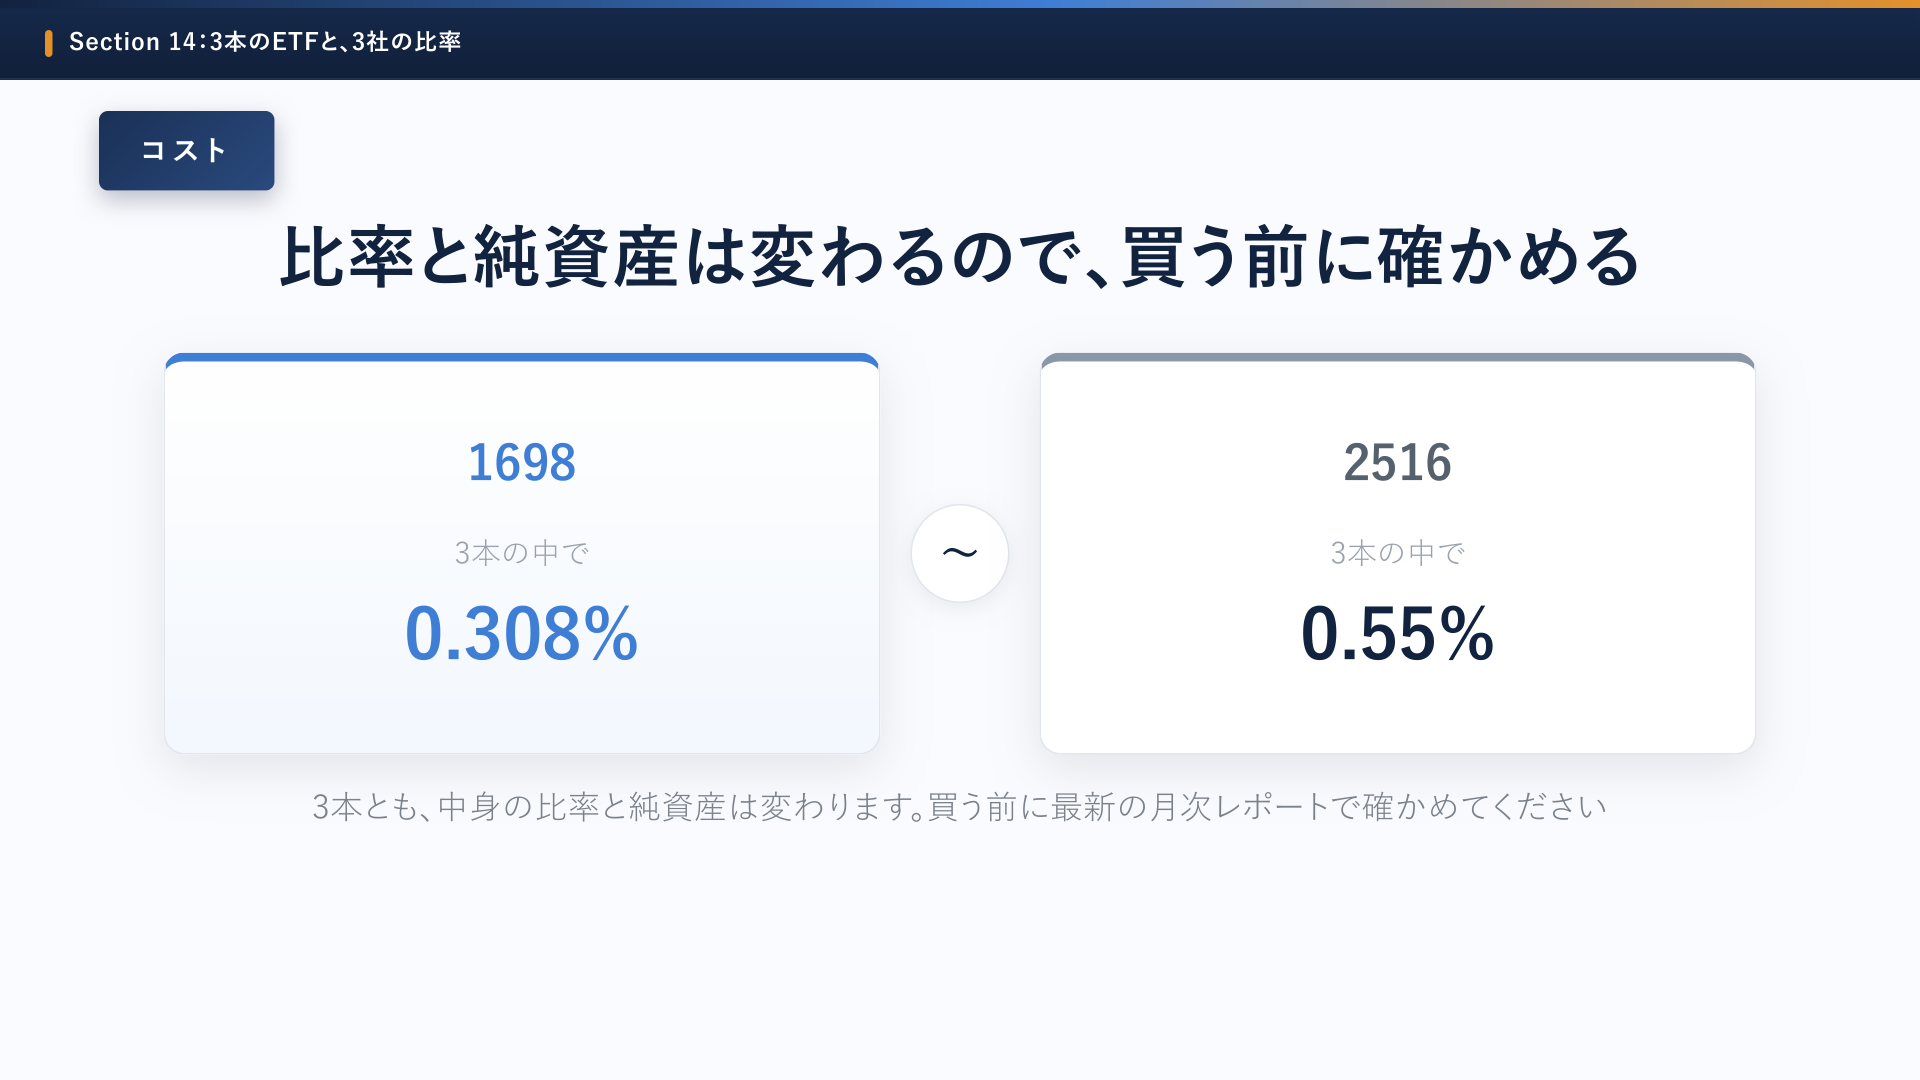 Section 14：3本のETFと、3社の比率
コスト
比率と純資産は変わるので、買う前に確かめる
1698
3本の中で
0.308%
〜
2516
3本の中で
0.55%
3本とも、中身の比率と純資産は変わります。買う前に最新の月次レポートで確かめてください